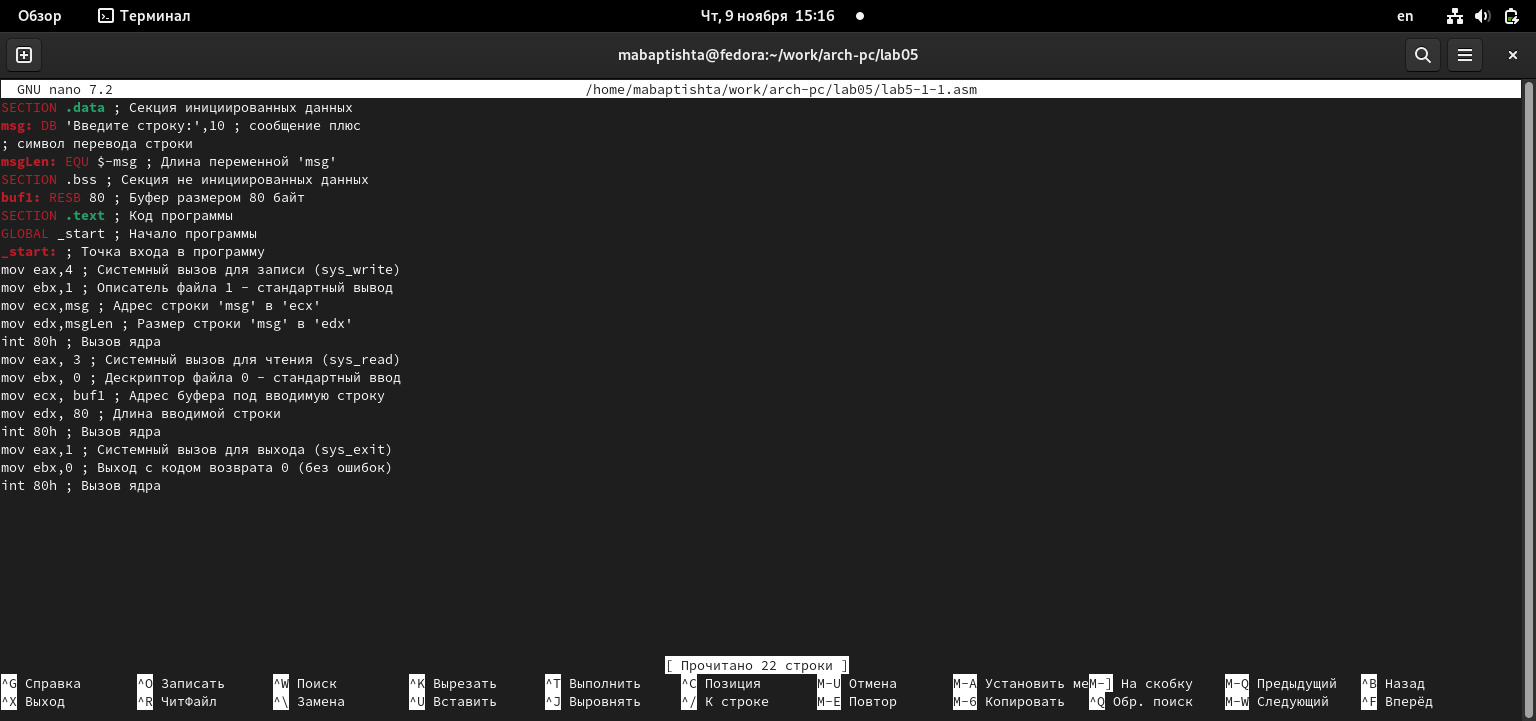 Обзор Терминал Чт, 9 ноября 15:16 en
mabaptishta@fedora:~/work/arch-pc/lab05
GNU nano 7.2 /home/mabaptishta/work/arch-pc/lab05/lab5-1-1.asm
SECTION .data ; Секция инициированных данных
msg: DB 'Введите строку:',10 ; сообщение плюс
; символ перевода строки
msgLen: EQU $-msg ; Длина переменной 'msg'
SECTION .bss ; Секция не инициированных данных
buf1: RESB 80 ; Буфер размером 80 байт
SECTION .text ; Код программы
GLOBAL _start ; Начало программы
_start: ; Точка входа в программу
mov eax,4 ; Системный вызов для записи (sys_write)
mov ebx,1 ; Описатель файла 1 - стандартный вывод
mov ecx,msg ; Адрес строки 'msg' в 'ecx'
mov edx,msgLen ; Размер строки 'msg' в 'edx'
int 80h ; Вызов ядра
mov eax, 3 ; Системный вызов для чтения (sys_read)
mov ebx, 0 ; Дескриптор файла 0 - стандартный ввод
mov ecx, buf1 ; Адрес буфера под вводимую строку
mov edx, 80 ; Длина вводимой строки
int 80h ; Вызов ядра
mov eax,1 ; Системный вызов для выхода (sys_exit)
mov ebx,0 ; Выход с кодом возврата 0 (без ошибок)
int 80h ; Вызов ядра
[ Прочитано 22 строки ]
^G Справка ^O Записать ^W Поиск ^K Вырезать ^T Выполнить ^C Позиция M-U Отмена M-A Установить меM-] На скобку M-Q Предыдущий ^B Назад
^X Выход ^R ЧитФайл ^\ Замена ^U Вставить ^J Выровнять ^/ К строке M-E Повтор M-6 Копировать ^Q Обр. поиск M-W Следующий ^F Вперёд